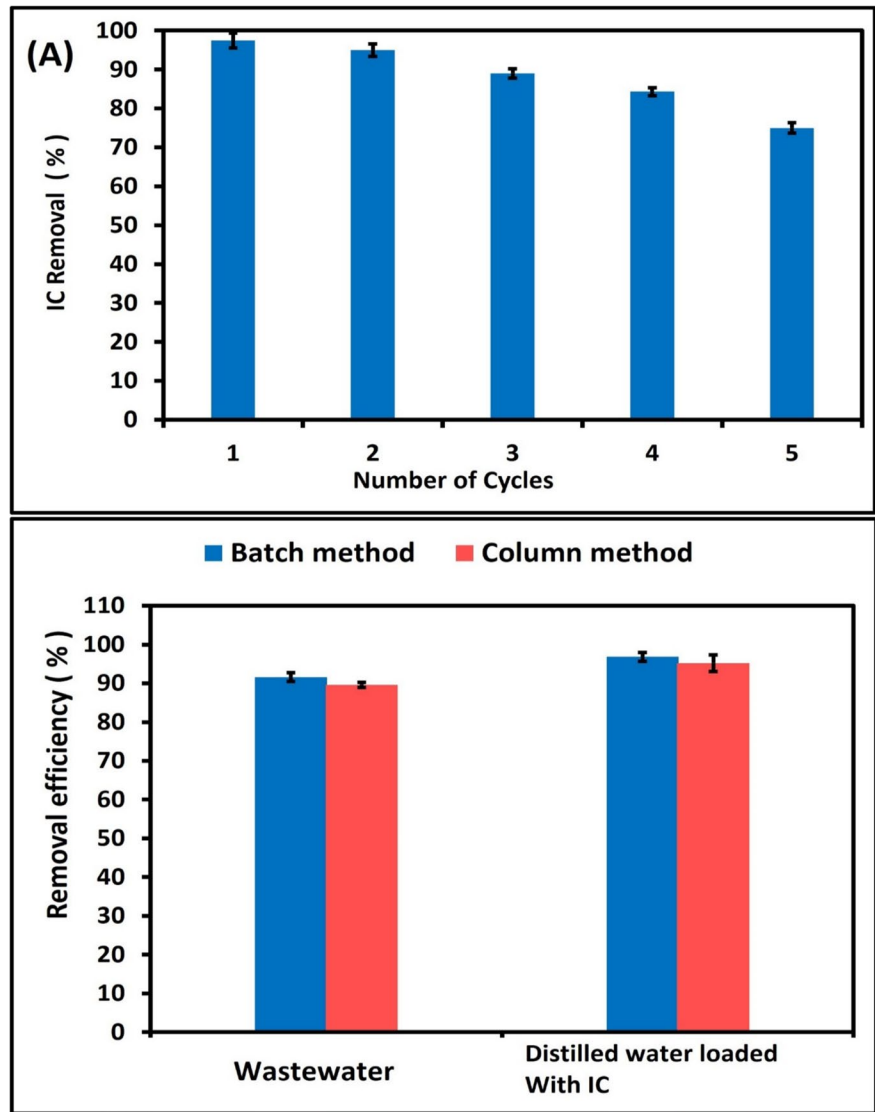 (A)
IC Removal ( % )
100
90
80
70
60
50
40
30
20
10
0
1 2 3 4 5
Number of Cycles
Batch method Column method
Removal efficiency ( % )
110
100
90
80
70
60
50
40
30
20
10
0
Wastewater
Distilled water loaded
With IC